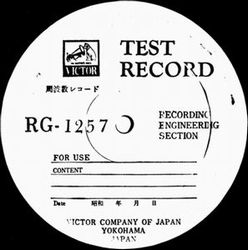 VICTOR
TEST
RECORD
周波数レコード
RG-1257
RECORDING
ENGINEERING
SECTION
FOR USE
CONTENT
Date 昭和 年 月 日
VICTOR COMPANY OF JAPAN
YOKOHAMA
JAPAN